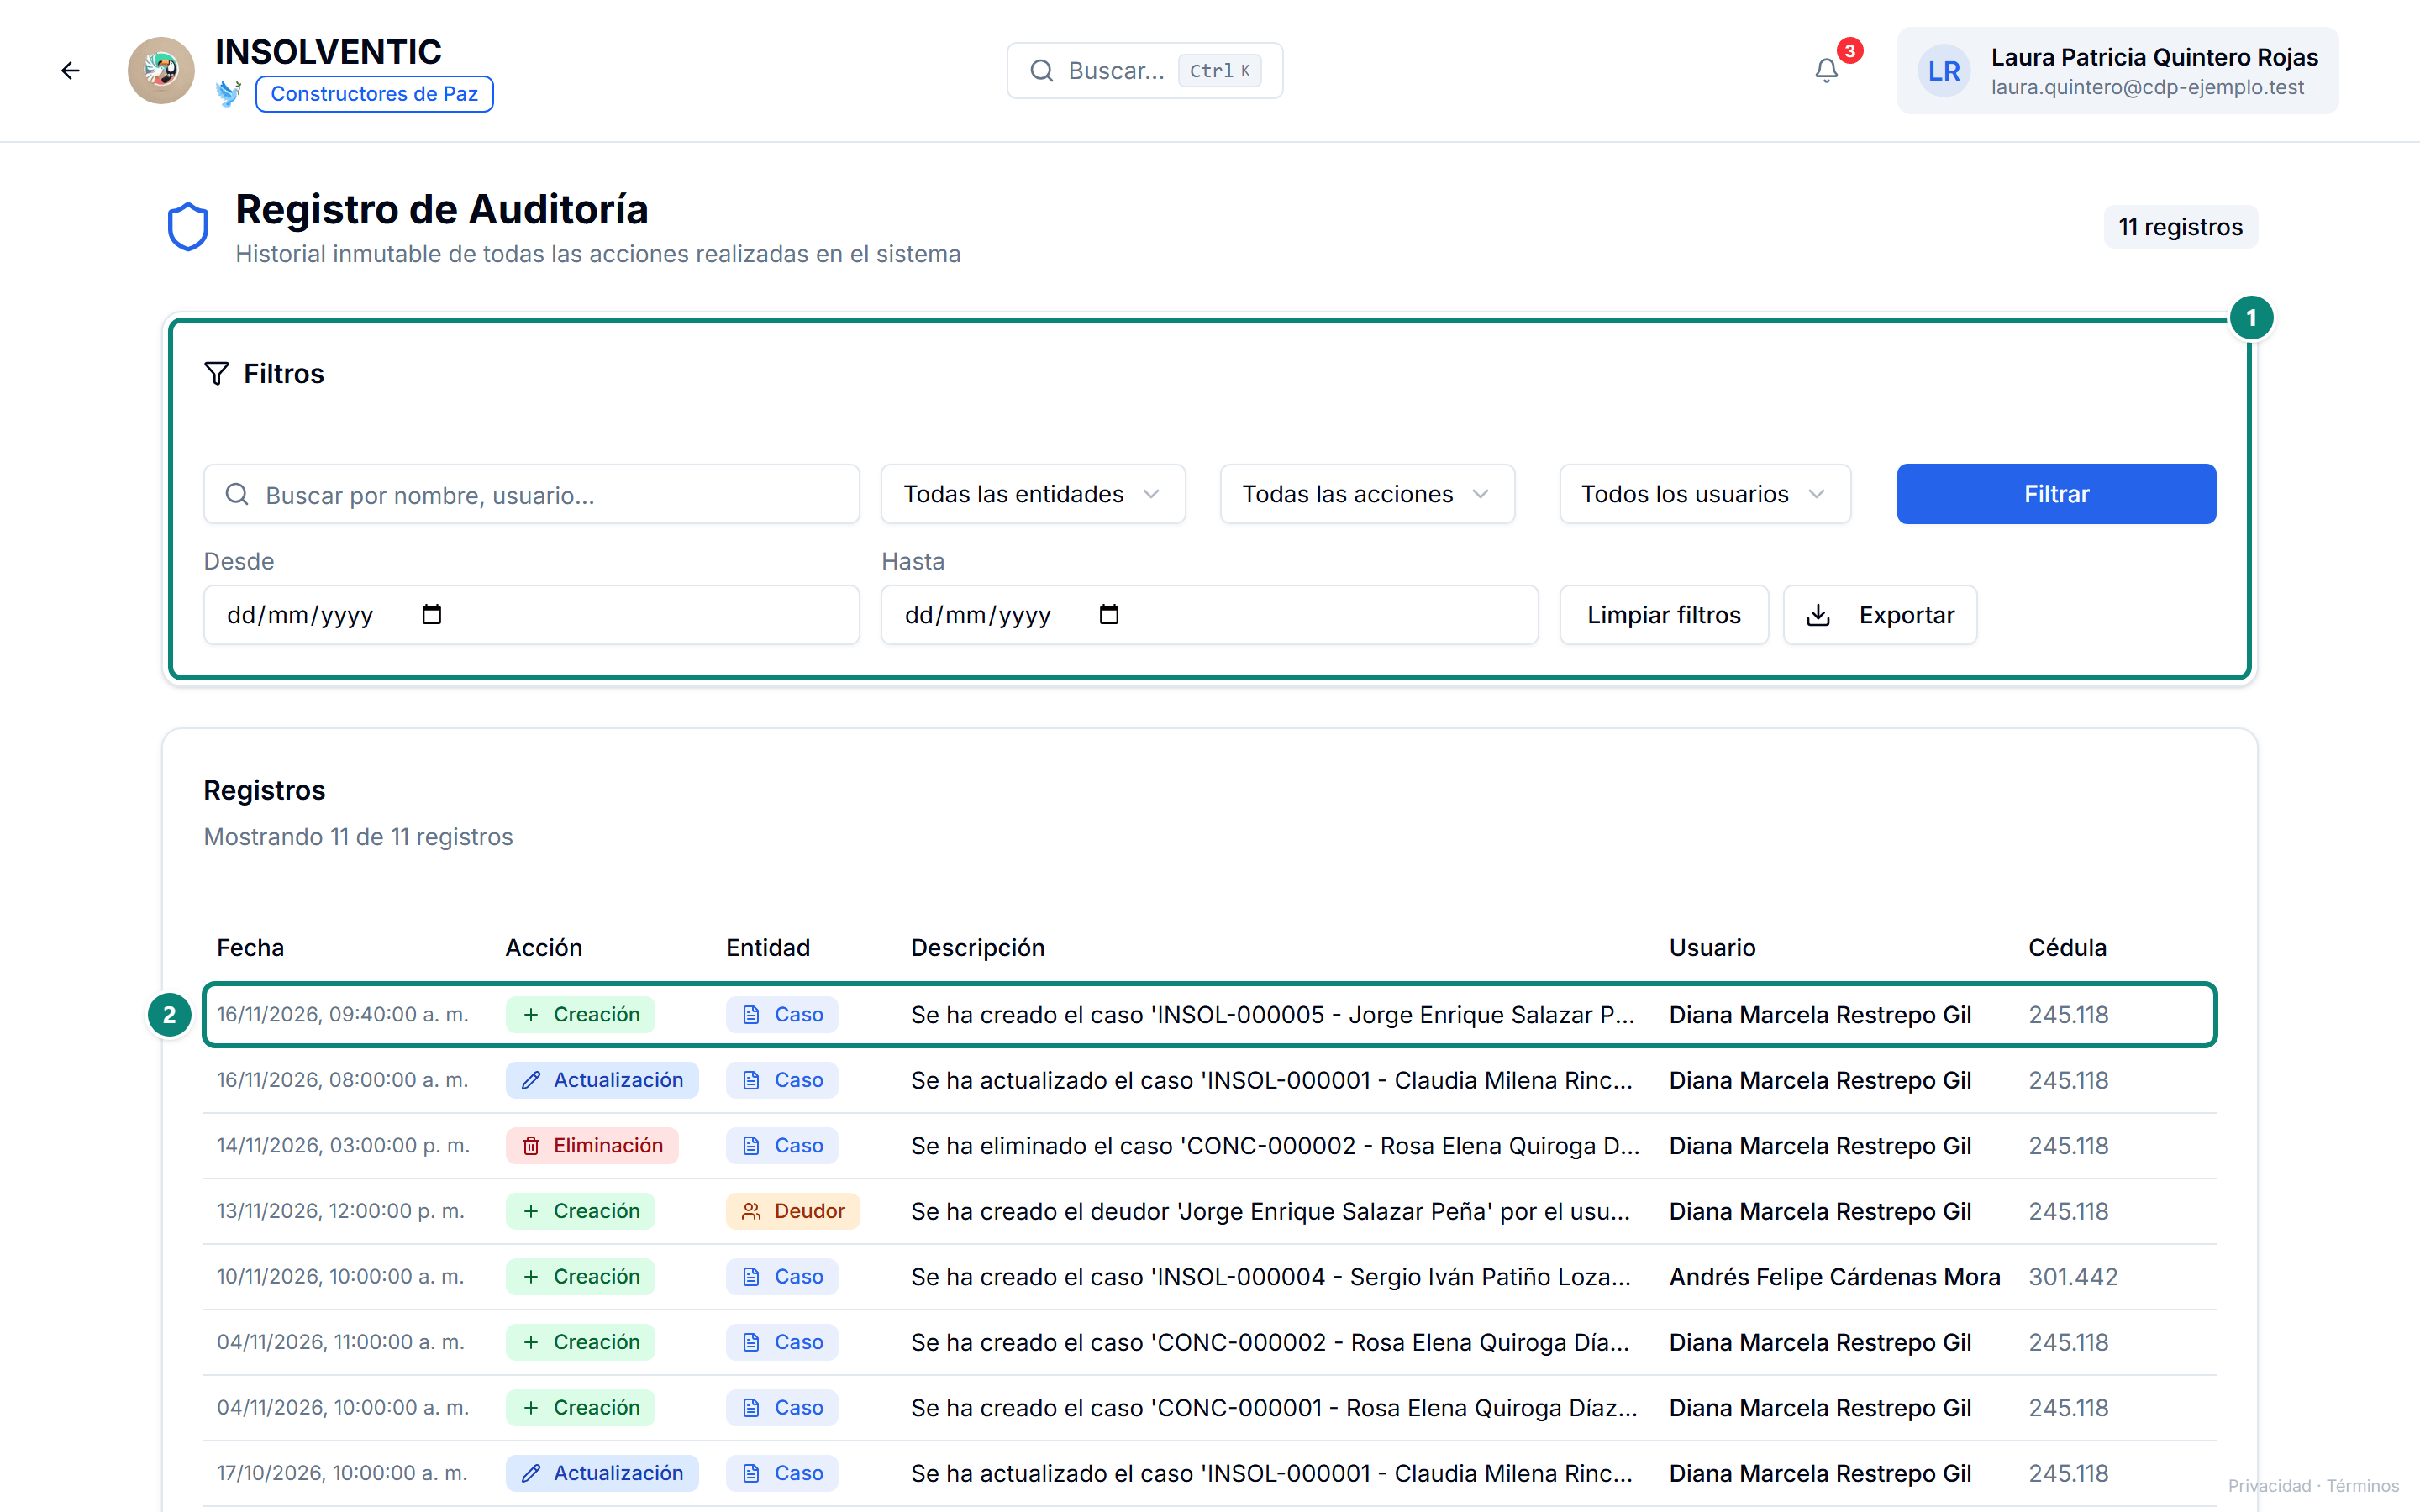 INSOLVENTIC
Constructores de Paz
Buscar... Ctrl K
3
LR
Laura Patricia Quintero Rojas
laura.quintero@cdp-ejemplo.test
Registro de Auditoría
Historial inmutable de todas las acciones realizadas en el sistema
11 registros
1
Filtros
Buscar por nombre, usuario... Todas las entidades Todas las acciones Todos los usuarios Filtrar
Desde Hasta
dd/mm/yyyy dd/mm/yyyy Limpiar filtros Exportar
Registros
Mostrando 11 de 11 registros
Fecha Acción Entidad Descripción Usuario Cédula
2 16/11/2026, 09:40:00 a. m. Creación Caso Se ha creado el caso 'INSOL-000005 - Jorge Enrique Salazar P... Diana Marcela Restrepo Gil 245.118
16/11/2026, 08:00:00 a. m. Actualización Caso Se ha actualizado el caso 'INSOL-000001 - Claudia Milena Rinc... Diana Marcela Restrepo Gil 245.118
14/11/2026, 03:00:00 p. m. Eliminación Caso Se ha eliminado el caso 'CONC-000002 - Rosa Elena Quiroga D... Diana Marcela Restrepo Gil 245.118
13/11/2026, 12:00:00 p. m. Creación Deudor Se ha creado el deudor 'Jorge Enrique Salazar Peña' por el usu... Diana Marcela Restrepo Gil 245.118
10/11/2026, 10:00:00 a. m. Creación Caso Se ha creado el caso 'INSOL-000004 - Sergio Iván Patiño Loza... Andrés Felipe Cárdenas Mora 301.442
04/11/2026, 11:00:00 a. m. Creación Caso Se ha creado el caso 'CONC-000002 - Rosa Elena Quiroga Día... Diana Marcela Restrepo Gil 245.118
04/11/2026, 10:00:00 a. m. Creación Caso Se ha creado el caso 'CONC-000001 - Rosa Elena Quiroga Díaz... Diana Marcela Restrepo Gil 245.118
17/10/2026, 10:00:00 a. m. Actualización Caso Se ha actualizado el caso 'INSOL-000001 - Claudia Milena Rinc... Diana Marcela Restrepo Gil 245.118
Privacidad · Términos